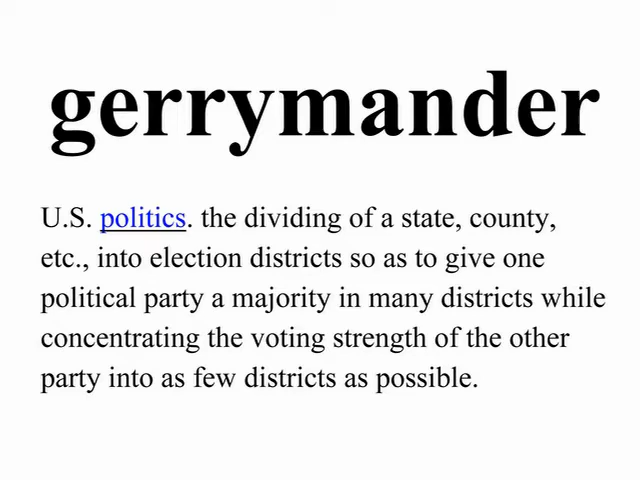 gerrymander
U.S. politics. the dividing of a state, county,
etc., into election districts so as to give one
political party a majority in many districts while
concentrating the voting strength of the other
party into as few districts as possible.